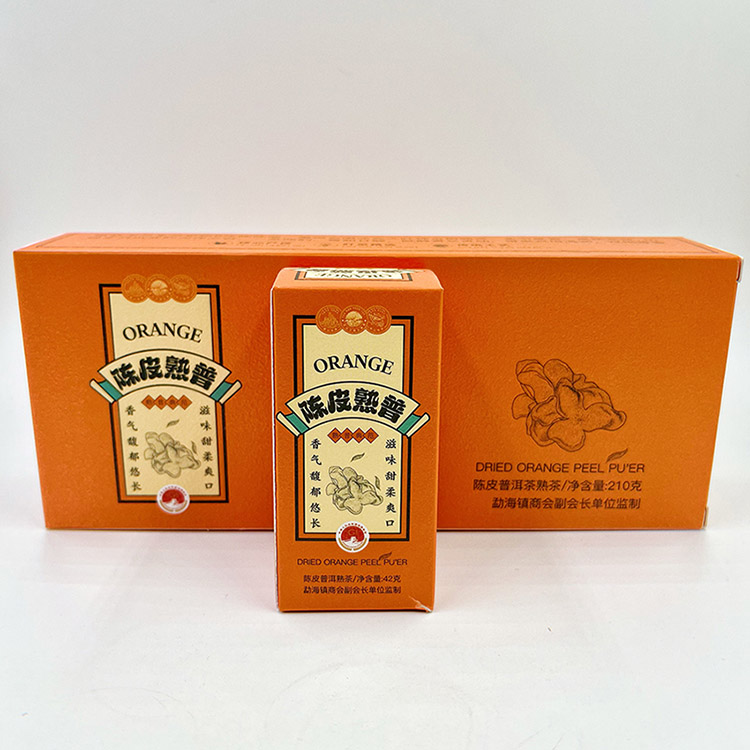 ORANGE
陈皮熟普
滋味甜柔爽口
香气馥郁悠长
DRIED ORANGE PEEL PU'ER
陈皮普洱茶熟茶/净含量:210克
勐海镇商会副会长单位监制
ORANGE
ORANGE
陈皮熟普
滋味甜柔爽口
香气馥郁悠长
DRIED ORANGE PEEL PU'ER
陈皮普洱熟茶/净含量:42克
勐海镇商会副会长单位监制